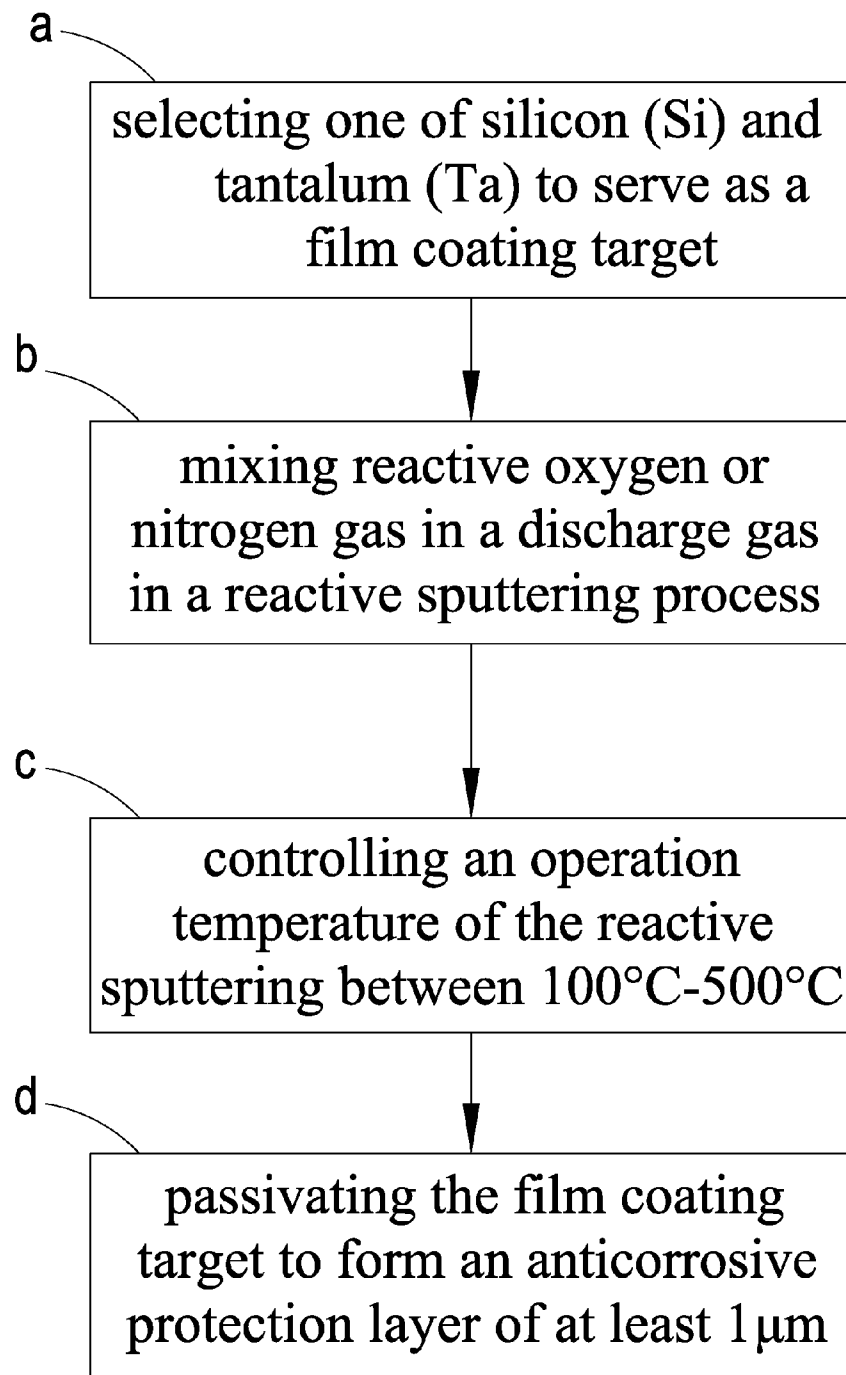 a
selecting one of silicon (Si) and
tantalum (Ta) to serve as a
film coating target
b
mixing reactive oxygen or
nitrogen gas in a discharge gas
in a reactive sputtering process
c
controlling an operation
temperature of the reactive
sputtering between 100°C-500°C
d
passivating the film coating
target to form an anticorrosive
protection layer of at least 1μm